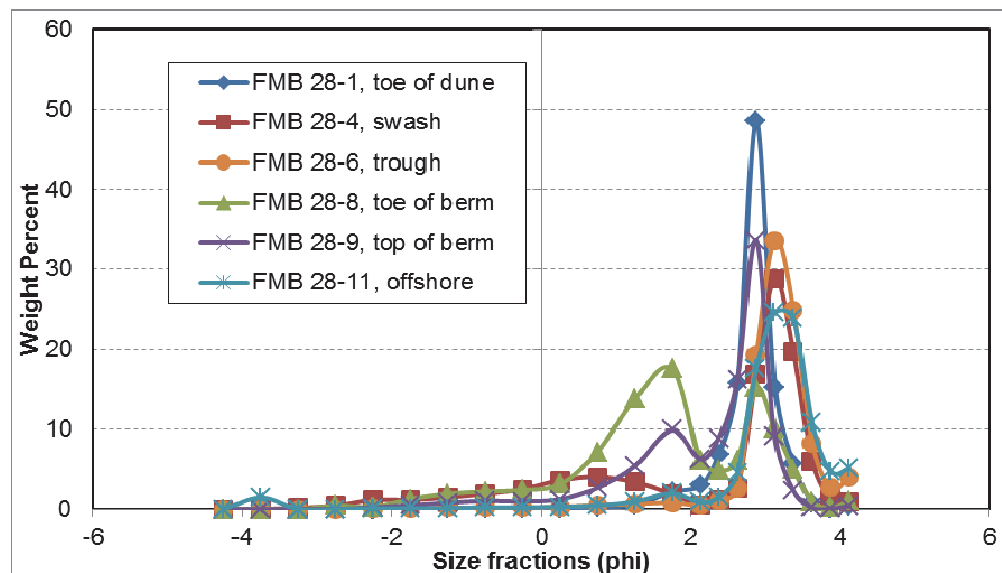 60
50
40
30
20
10
0
Weight Percent
FMB 28-1, toe of dune
FMB 28-4, swash
FMB 28-6, trough
FMB 28-8, toe of berm
FMB 28-9, top of berm
FMB 28-11, offshore
-6 -4 -2 0 2 4 6
Size fractions (phi)